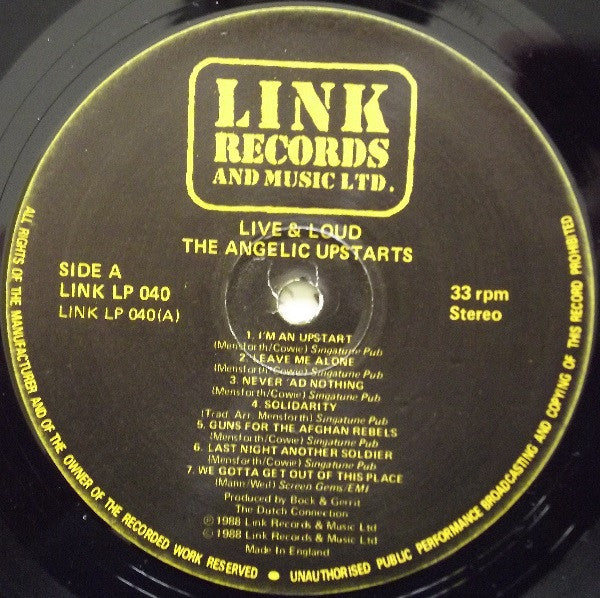 LINK
RECORDS
AND MUSIC LTD.
LIVE & LOUD
THE ANGELIC UPSTARTS
SIDE A
LINK LP 040
LINK LP 040(A)
33 rpm
Stereo
1. I'M AN UPSTART
(Mensforth/Cowie) Singatune Pub
2. LEAVE ME ALONE
(Mensforth/Cowie) Singatune Pub
3. NEVER 'AD NOTHING
(Mensforth/Cowie) Singatune Pub
4. SOLIDARITY
(Trad. Arr. Mensforth) Singatune Pub
5. GUNS FOR THE AFGHAN REBELS
(Mensforth/Cowie) Singatune Pub
6. LAST NIGHT ANOTHER SOLDIER
(Mensforth/Cowie) Singatune Pub
7. WE GOTTA GET OUT OF THIS PLACE
(Mann/Wed) Screen Gems/EMI
Produced by Bock & Gerrit
The Dutch Connection
℗ 1988 Link Records & Music Ltd
© 1988 Link Records & Music Ltd
Made in England
ALL RIGHTS OF THE MANUFACTURER AND OF THE OWNER OF THE RECORDED WORK RESERVED • UNAUTHORISED PUBLIC PERFORMANCE BROADCASTING AND COPYING OF THIS RECORD PROHIBITED